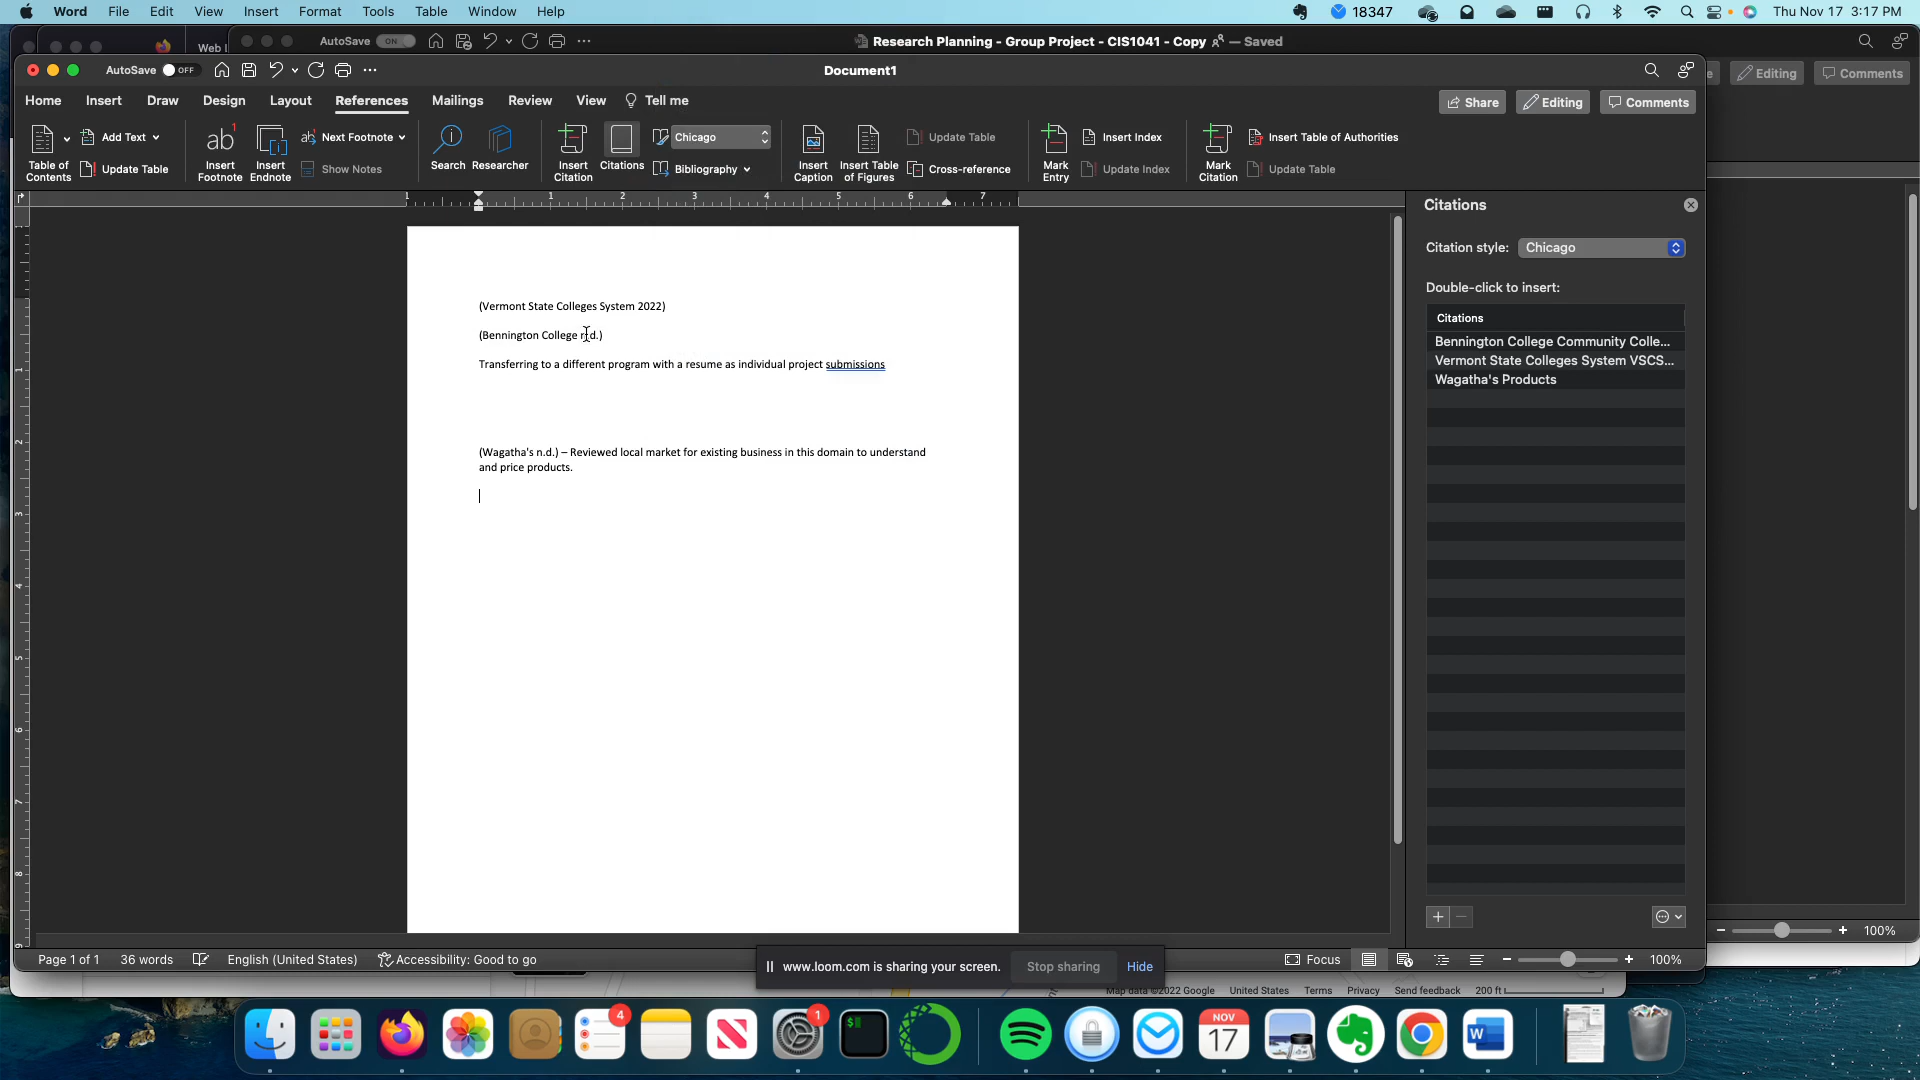 Word File Edit View Insert Format Tools Table Window Help 18347 Thu Nov 17 3:17 PM
Web
AutoSave ON Research Planning - Group Project - CIS1041 - Copy — Saved
AutoSave OFF Document1
Editing Comments
Home Insert Draw Design Layout References Mailings Review View Tell me Share Editing Comments
Table of Contents
Add Text
Update Table
Insert Footnote
Insert Endnote
Next Footnote
Show Notes
Search
Researcher
Insert Citation
Citations
Chicago
Bibliography
Insert Caption
Insert Table of Figures
Update Table
Cross-reference
Mark Entry
Insert Index
Update Index
Mark Citation
Insert Table of Authorities
Update Table
(Vermont State Colleges System 2022)
(Bennington College n.d.)
Transferring to a different program with a resume as individual project submissions
(Wagatha's n.d.) – Reviewed local market for existing business in this domain to understand
and price products.
Citations
Citation style: Chicago
Double-click to insert:
Citations
Bennington College Community Colle...
Vermont State Colleges System VSCS...
Wagatha's Products
100%
Page 1 of 1 36 words English (United States) Accessibility: Good to go Focus 100%
www.loom.com is sharing your screen. Stop sharing Hide
Map data ©2022 Google United States Terms Privacy Send feedback 200 ft
4
1
NOV
17